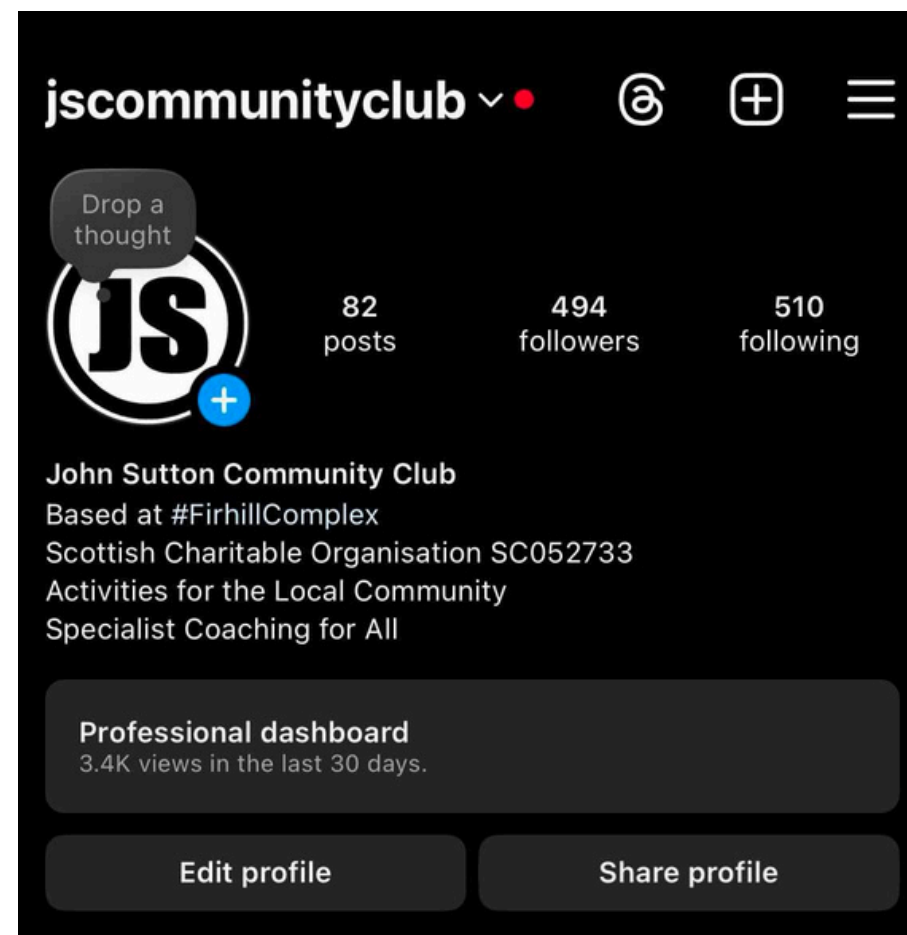 jscommunityclub
Drop a
thought
JS
82 posts
494 followers
510 following
John Sutton Community Club
Based at #FirhillComplex
Scottish Charitable Organisation SC052733
Activities for the Local Community
Specialist Coaching for All
Professional dashboard
3.4K views in the last 30 days.
Edit profile
Share profile